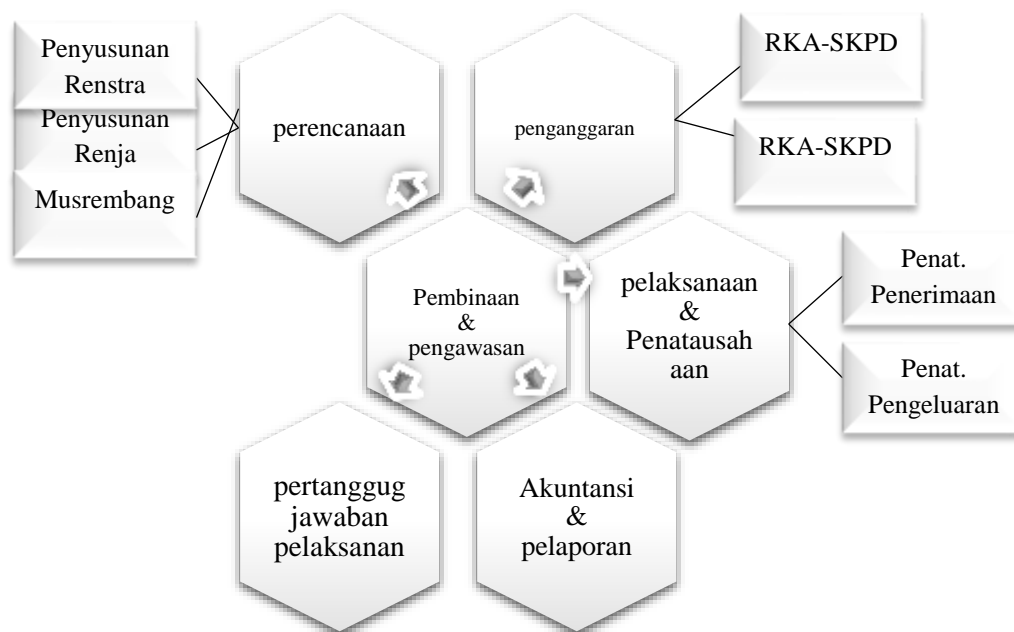 Penyusunan
Renstra
Penyusunan
Renja
Musrembang
perencanaan
penganggaran
RKA-SKPD
RKA-SKPD
Pembinaan
&
pengawasan
pelaksanaan
&
Penatausah
aan
Penat.
Penerimaan
Penat.
Pengeluaran
pertanggug
jawaban
pelaksanan
Akuntansi
&
pelaporan